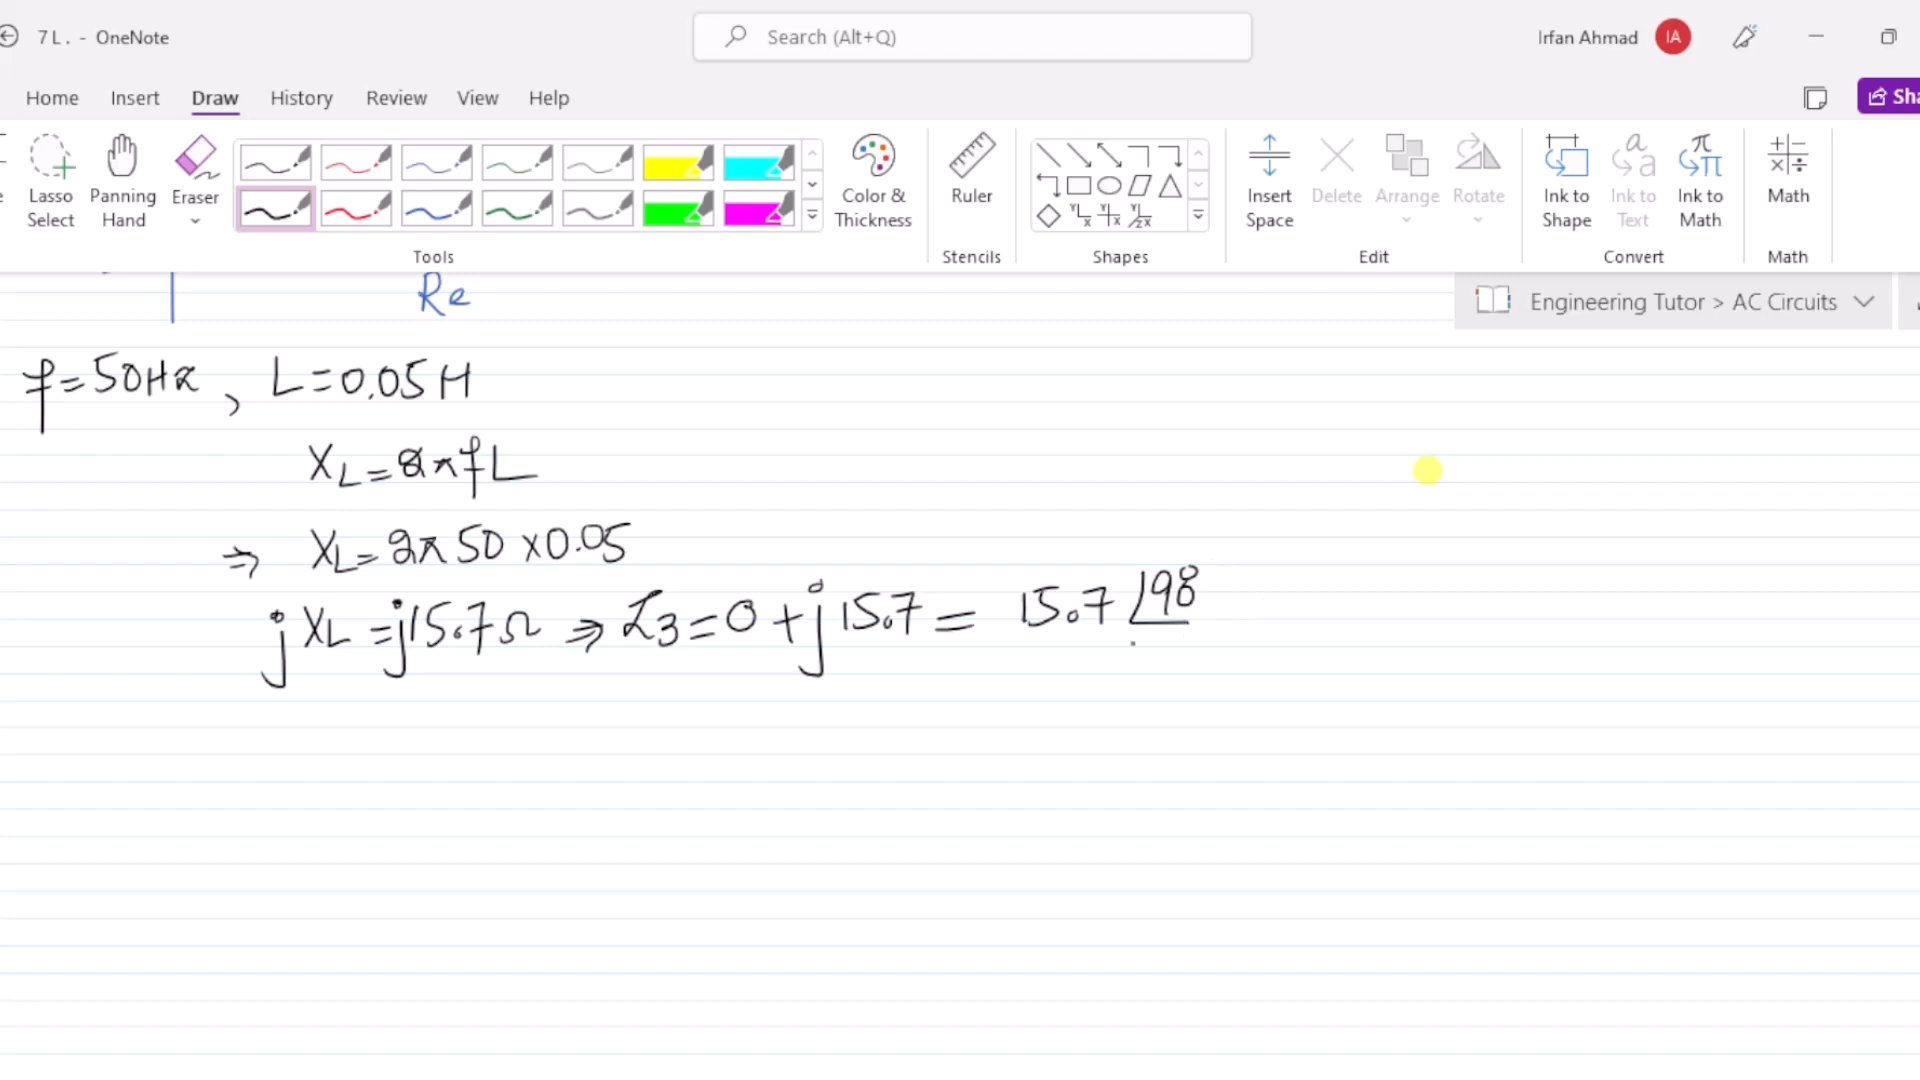 7 L . - OneNote
Search (Alt+Q)
Irfan Ahmad
IA
Home Insert Draw History Review View Help
Lasso Select
Panning Hand
Eraser
Color & Thickness
Ruler
Insert Space
Delete
Arrange
Rotate
Ink to Shape
Ink to Text
Ink to Math
Math
Tools
Stencils
Shapes
Edit
Convert
Math
Engineering Tutor > AC Circuits
Re
f=50Hz, L=0.05H
XL=2πfL
⇒ XL=2π50×0.05
jXL=j15.7Ω ⇒ Z3=0+j15.7= 15.7∠90